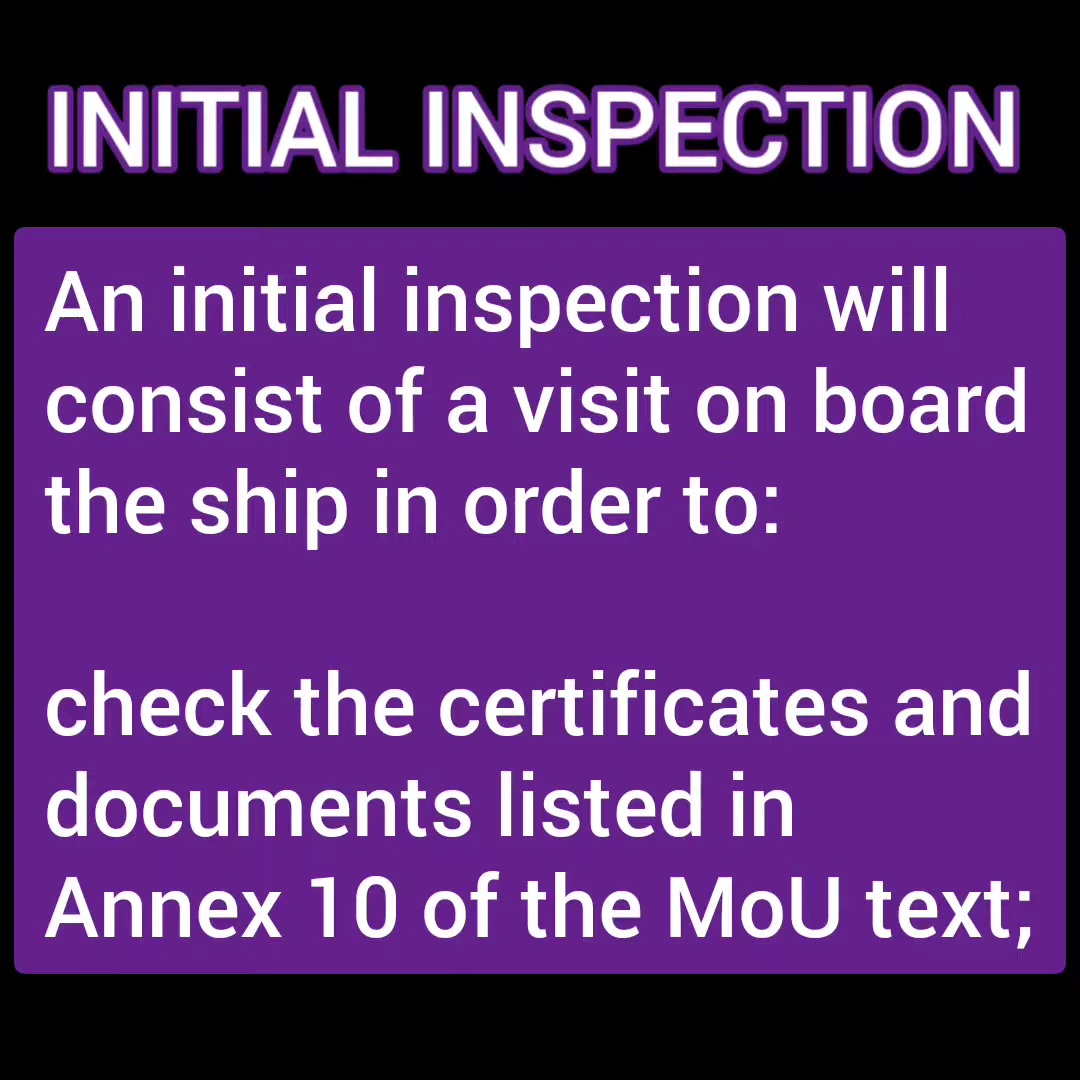 INITIAL INSPECTION
An initial inspection will
consist of a visit on board
the ship in order to:
check the certificates and
documents listed in
Annex 10 of the MoU text;